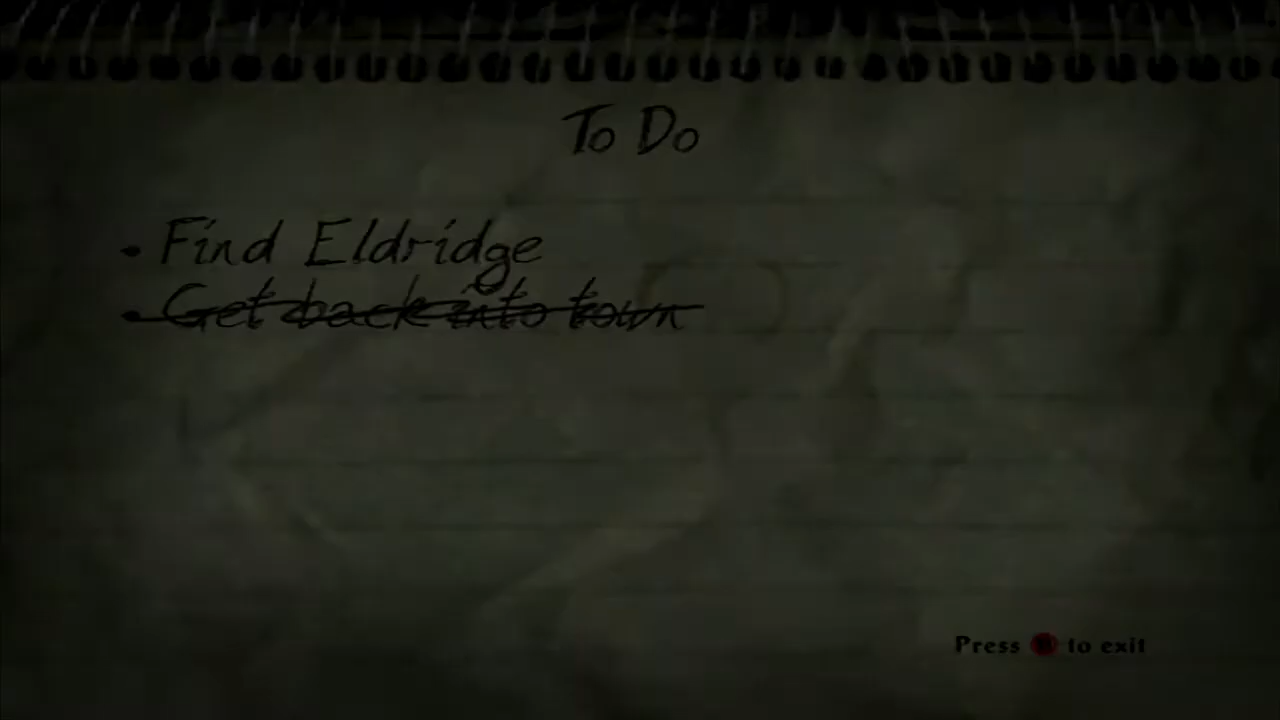 To Do
• Find Eldridge
• Get back into town
Press B to exit